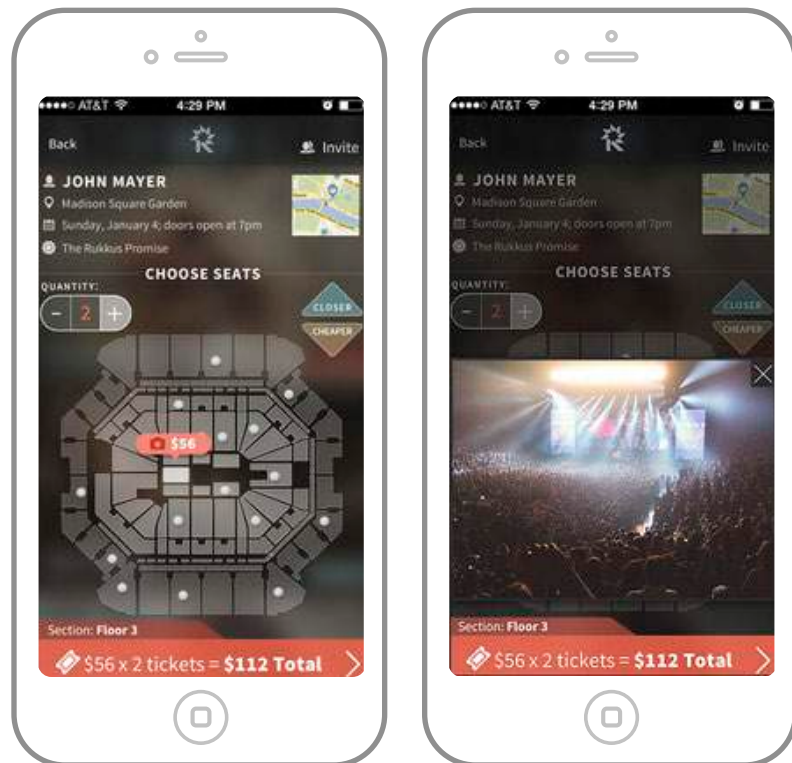 AT&T 4:29 PM
Back Invite
JOHN MAYER
Madison Square Garden
Sunday, January 4; doors open at 7pm
The Rukkus Promise
CHOOSE SEATS
QUANTITY:
- 2 +
CLOSER
CHEAPER
$56
Section: Floor 3
$56 x 2 tickets = $112 Total
AT&T 4:29 PM
Back Invite
JOHN MAYER
Madison Square Garden
Sunday, January 4; doors open at 7pm
The Rukkus Promise
CHOOSE SEATS
QUANTITY:
- 2 +
CLOSER
CHEAPER
Section: Floor 3
$56 x 2 tickets = $112 Total